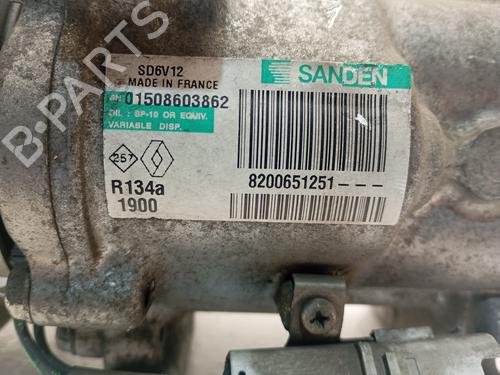 SD6V12
MADE IN FRANCE
SANDEN
01508603862
OIL : SP-10 OR EQUIV.
VARIABLE DISP.
257
R134a
1900
8200651251---
B-PARTS